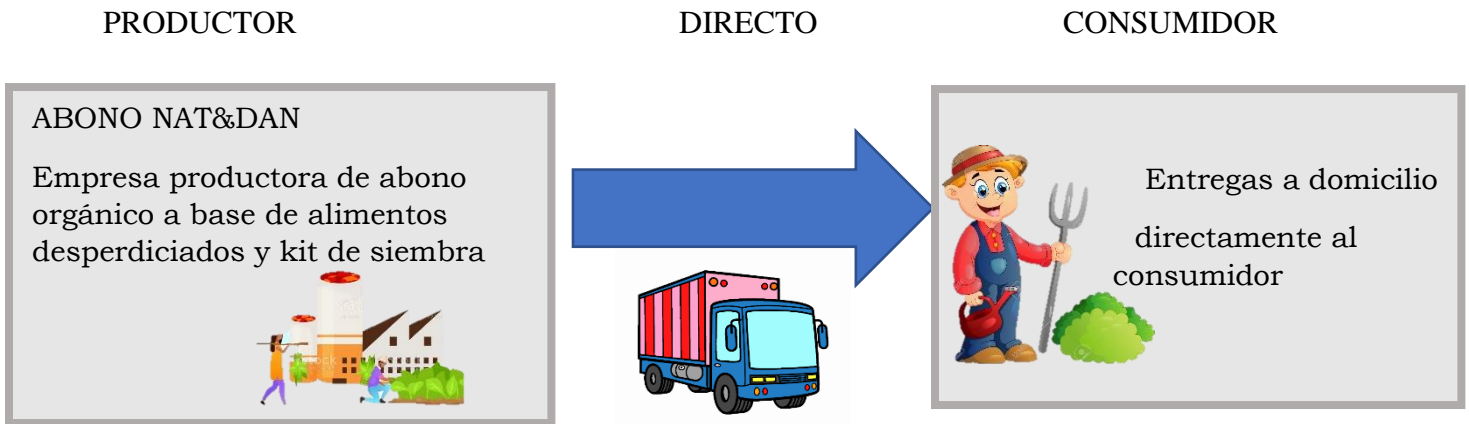 PRODUCTOR
DIRECTO
CONSUMIDOR
ABONO NAT&DAN
Empresa productora de abono
orgánico a base de alimentos
desperdiciados y kit de siembra
Entregas a domicilio
directamente al
consumidor